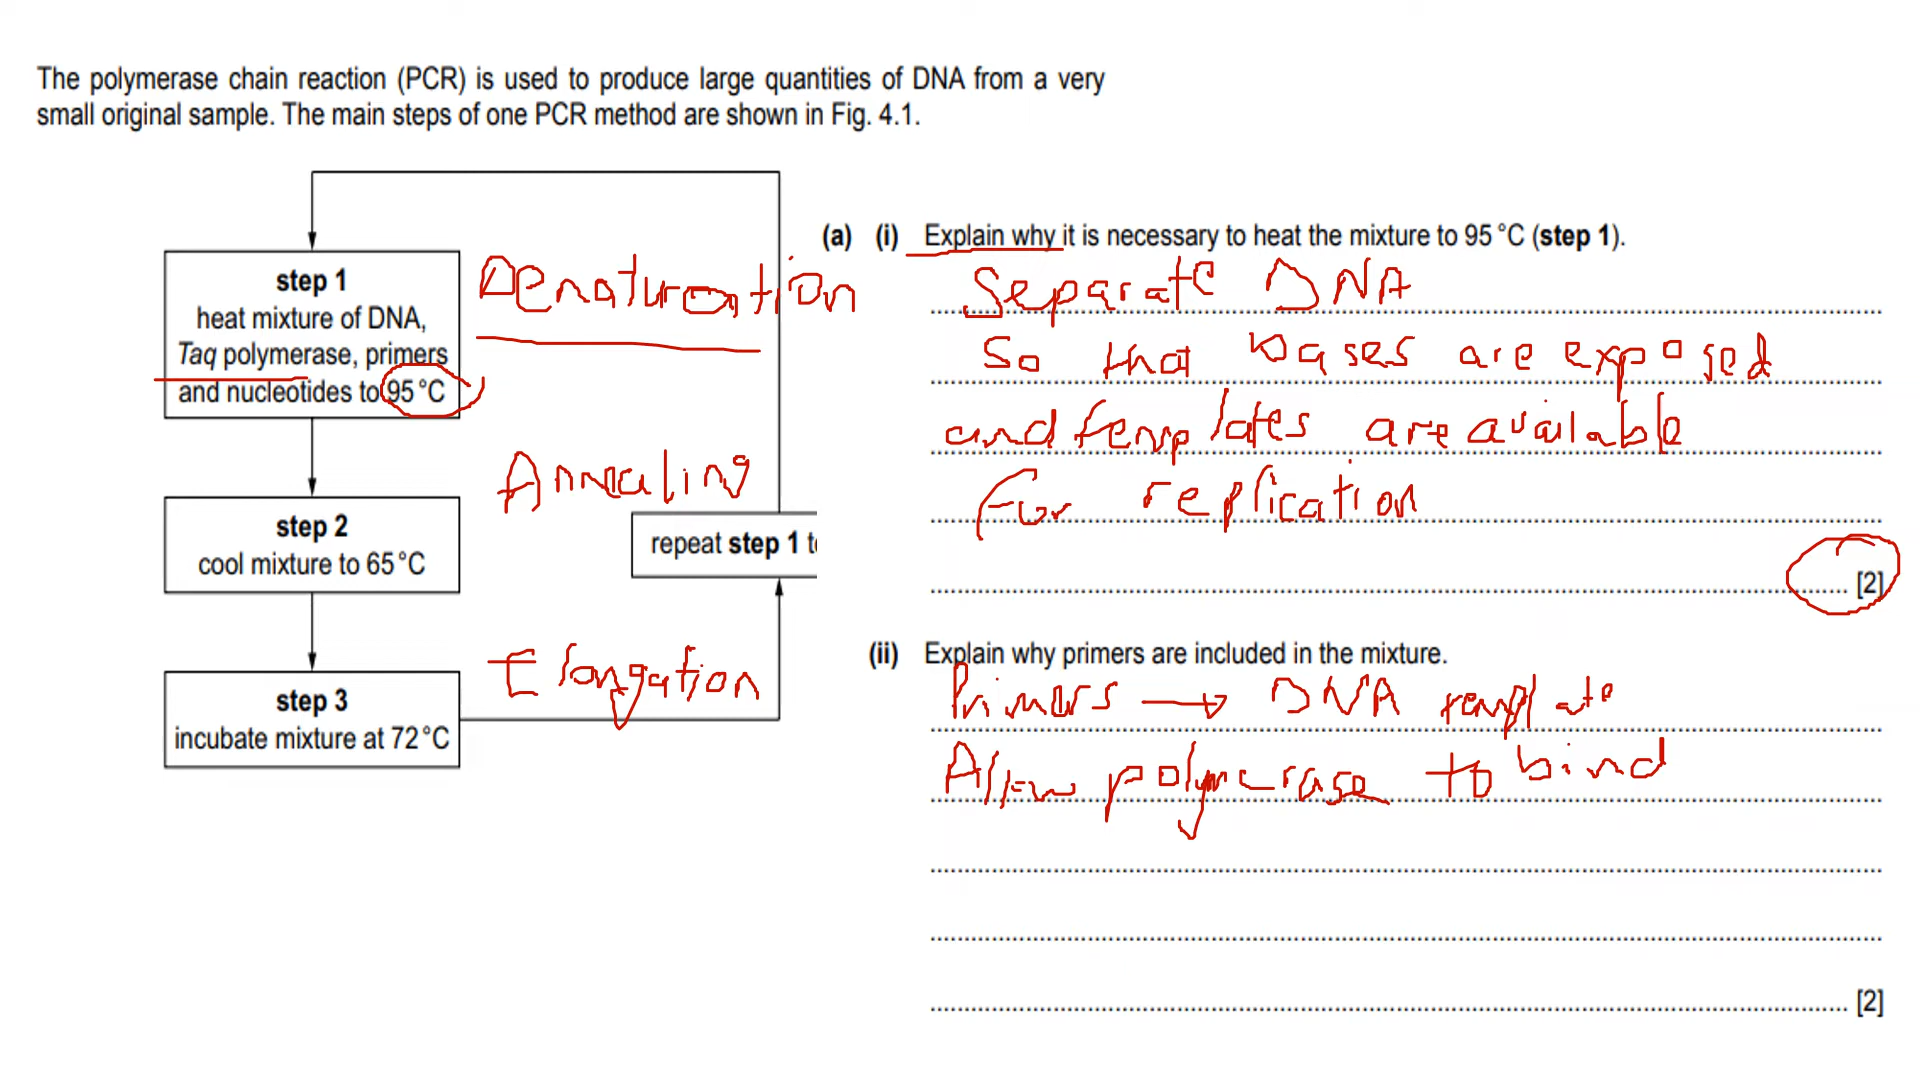 The polymerase chain reaction (PCR) is used to produce large quantities of DNA from a very
small original sample. The main steps of one PCR method are shown in Fig. 4.1.
step 1
heat mixture of DNA,
Taq polymerase, primers
and nucleotides to 95 °C
Denaturation
Annealing
step 2
cool mixture to 65 °C
repeat step 1 t
Elongation
step 3
incubate mixture at 72 °C
(a) (i) Explain why it is necessary to heat the mixture to 95 °C (step 1).
Separate DNA
So that bases are exposed
and templates are available
For replication
[2]
(ii) Explain why primers are included in the mixture.
Primers → DNA template
Allow polymerase to bind
[2]